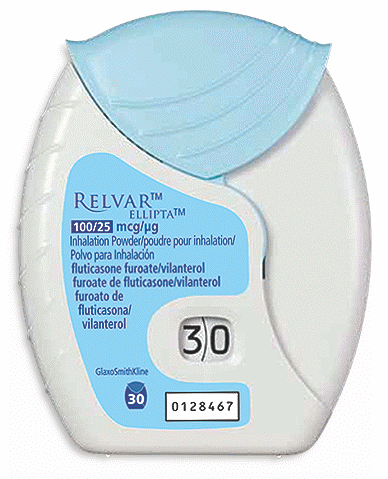 RELVAR™
ELLIPTA™
100/25 mcg/µg
Inhalation Powder/poudre pour inhalation/
Polvo para Inhalación
fluticasone furoate/vilanterol
furoate de fluticasone/vilanterol
furoato de
fluticasona/
vilanterol
30
GlaxoSmithKline
30
0128467